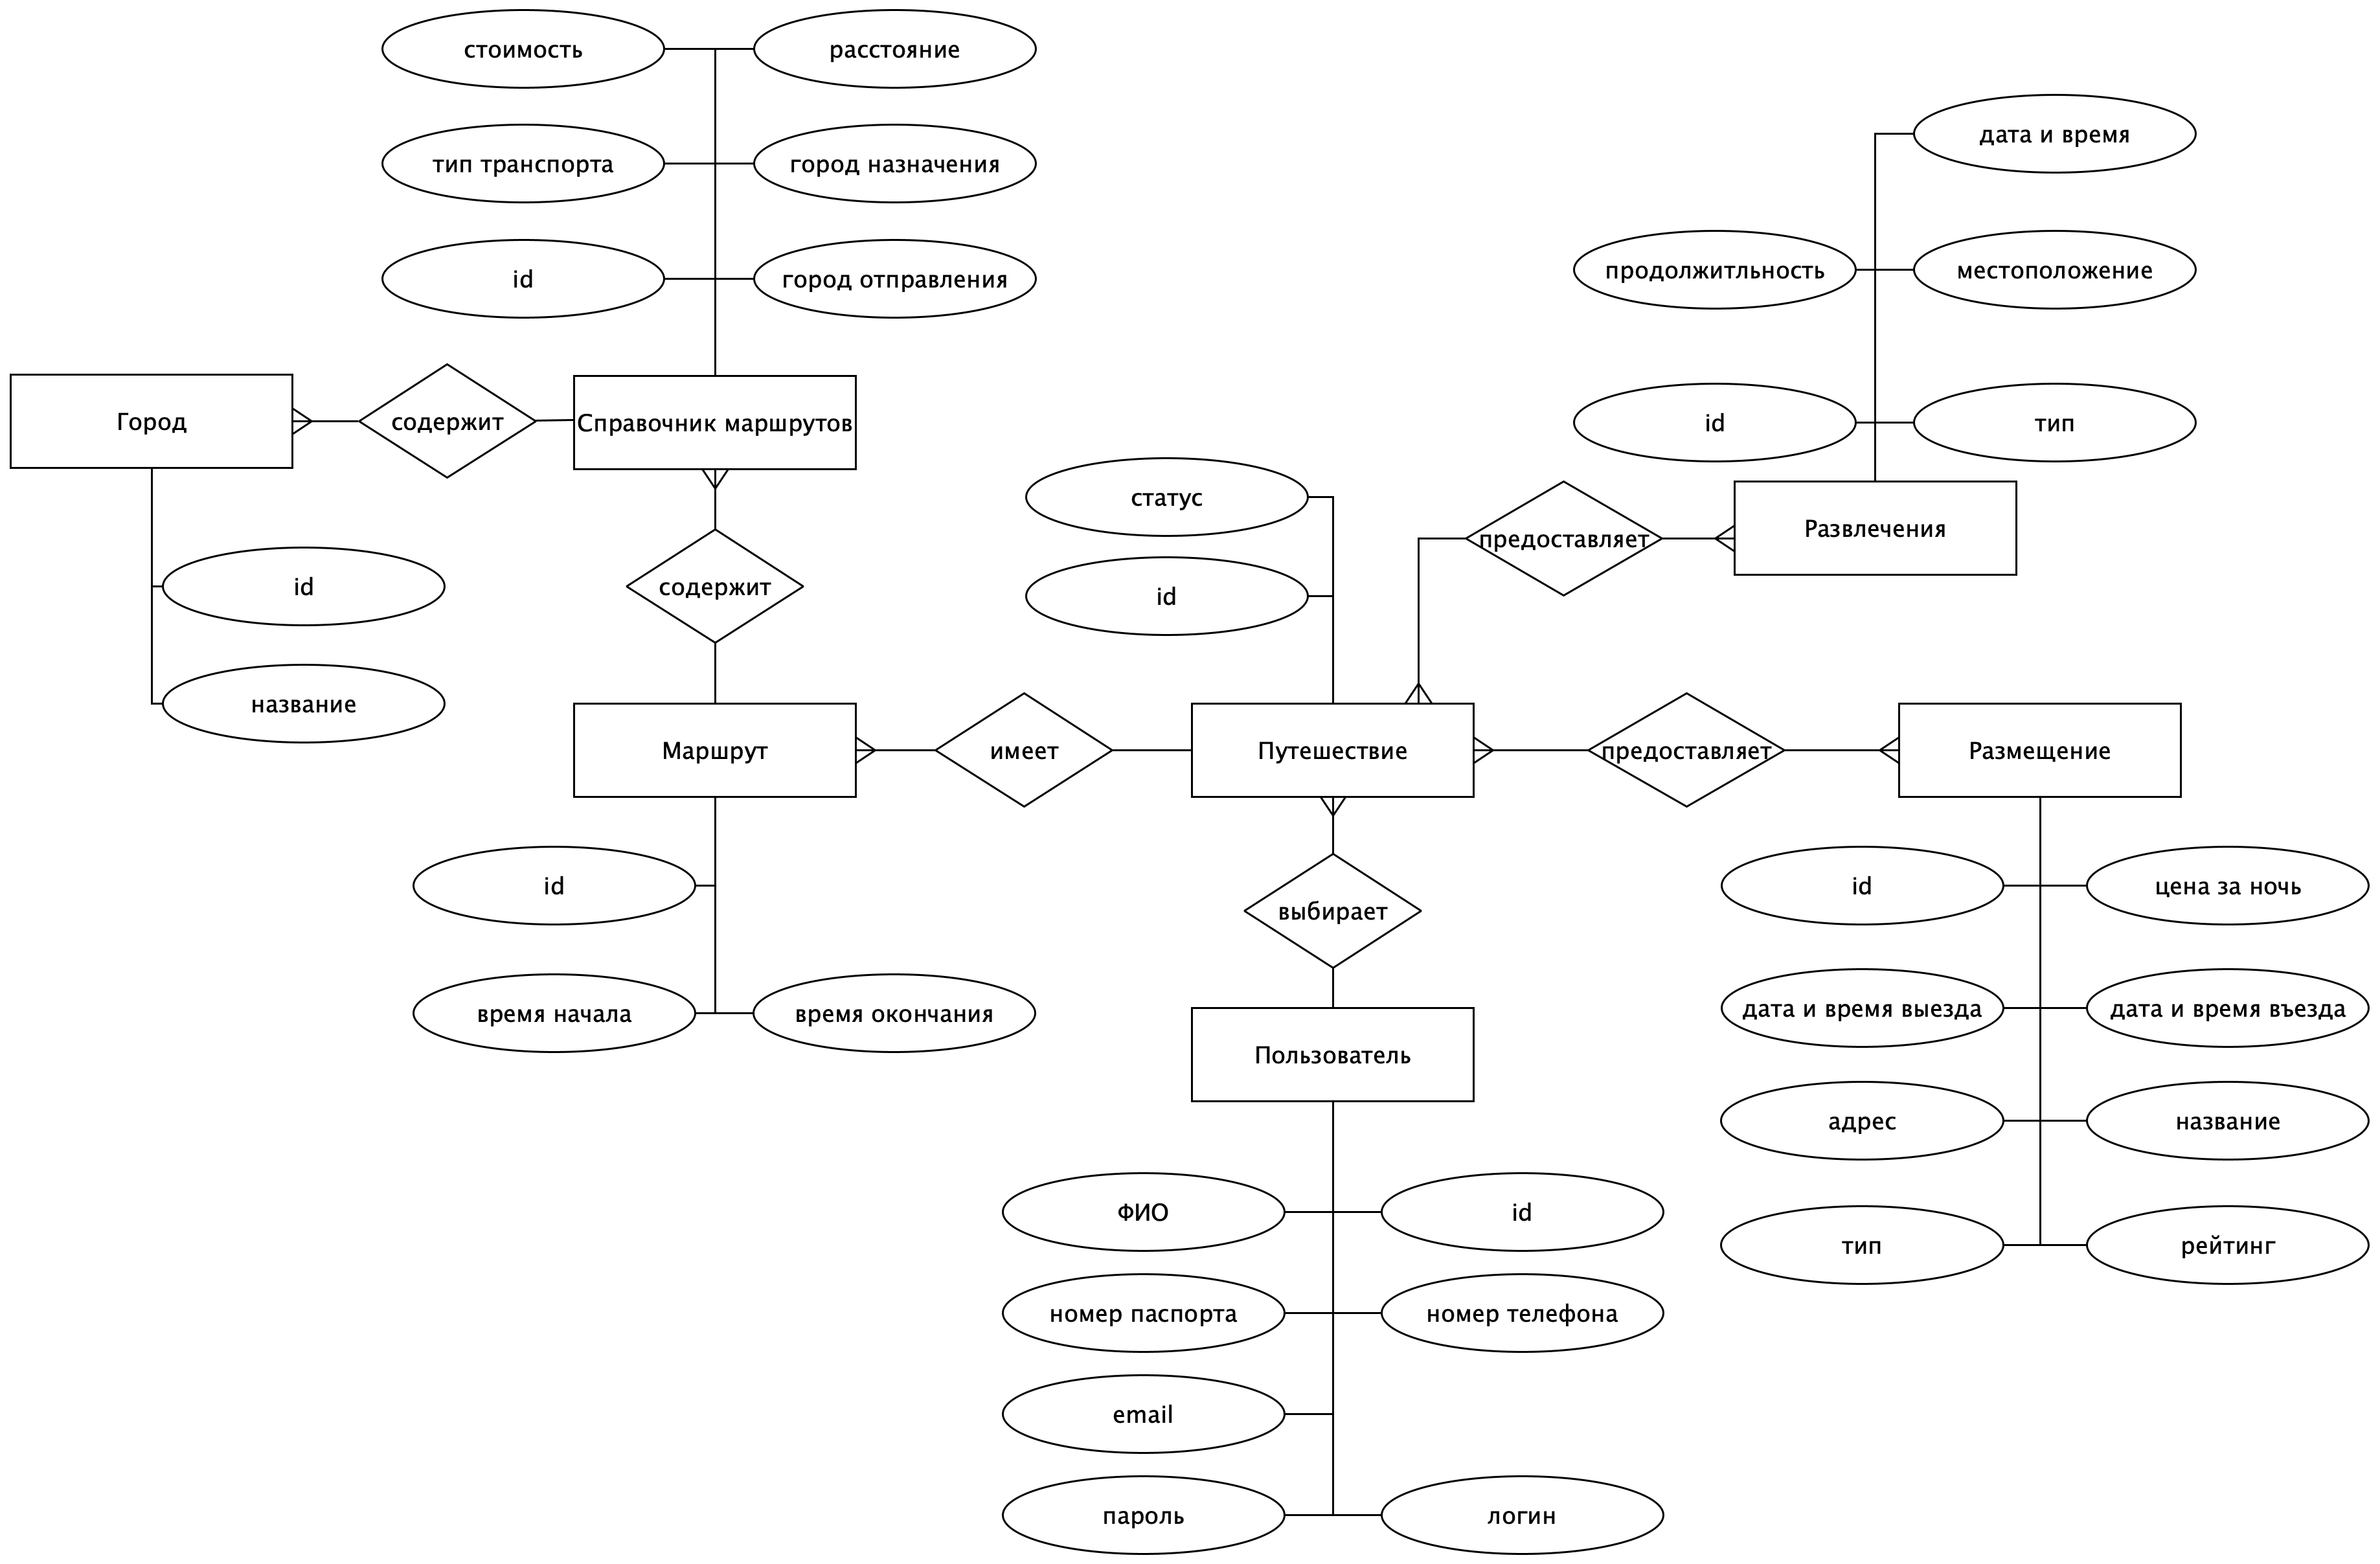 стоимость
расстояние
тип транспорта
город назначения
id
город отправления
дата и время
продолжитльность
местоположение
id
тип
Город
содержит
Справочник маршрутов
статус
предоставляет
Развлечения
id
содержит
id
название
Маршрут
имеет
Путешествие
предоставляет
Размещение
id
выбирает
id
цена за ночь
время начала
время окончания
Пользователь
дата и время выезда
дата и время въезда
адрес
название
ФИО
id
тип
рейтинг
номер паспорта
номер телефона
email
пароль
логин